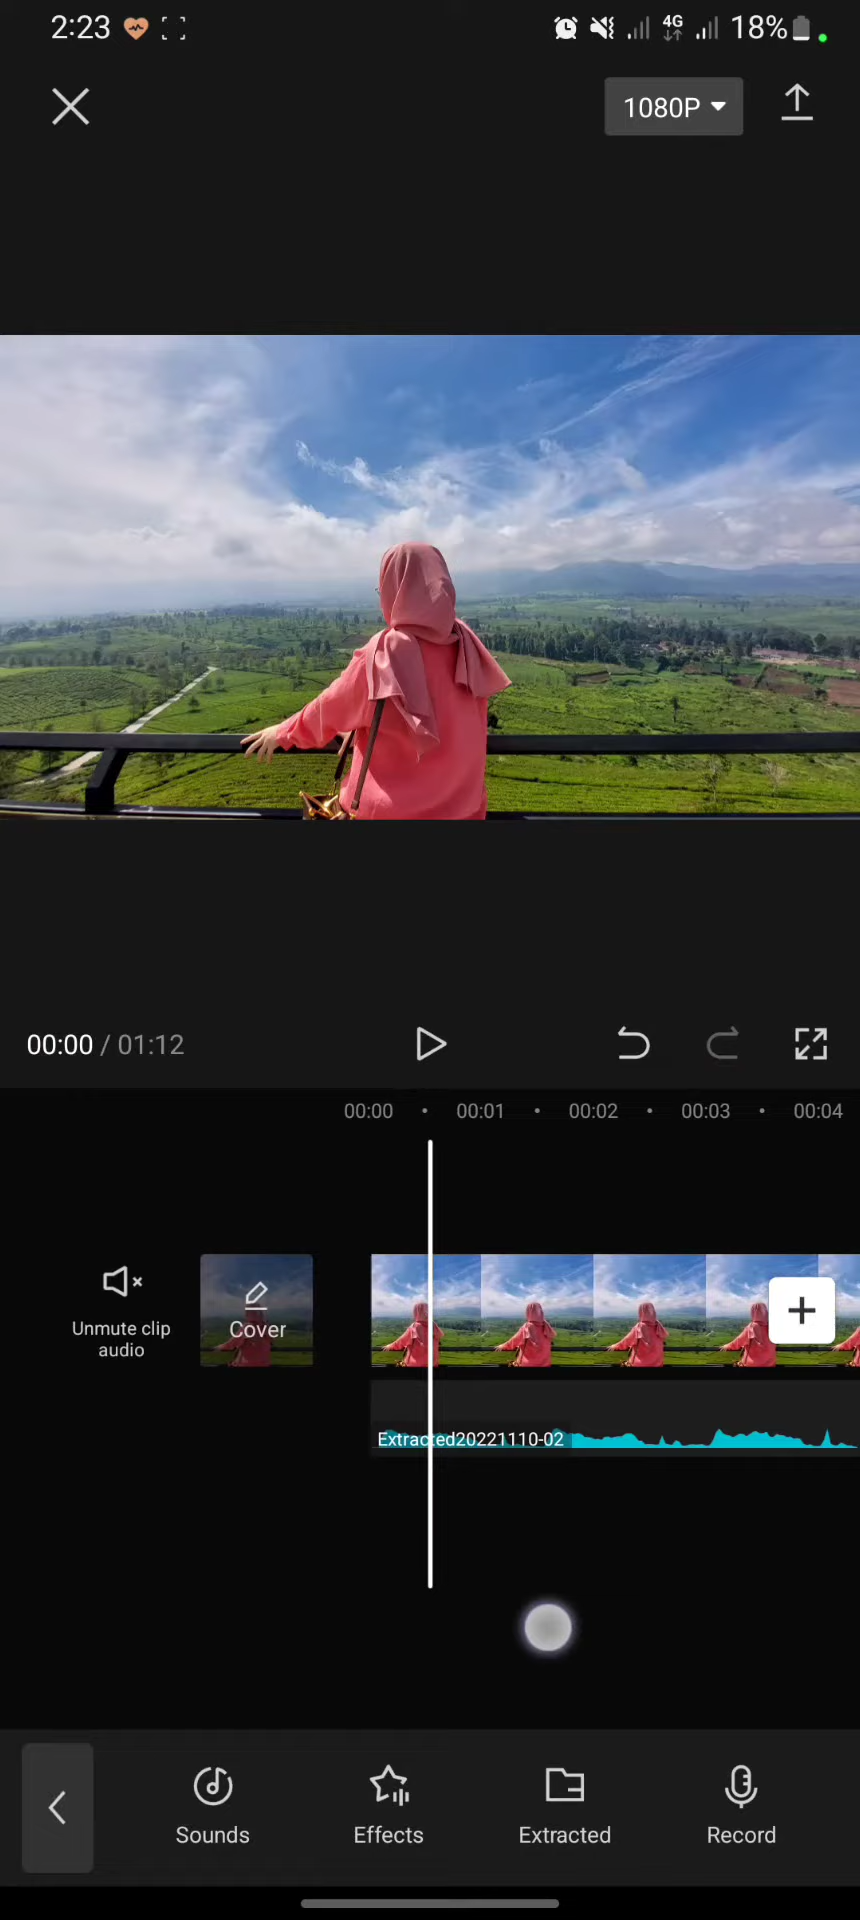 2:23 4G 18%
1080P
00:00 / 01:12
00:00 00:01 00:02 00:03 00:04
Unmute clip
audio
Cover
Extracted20221110-02
Sounds Effects Extracted Record